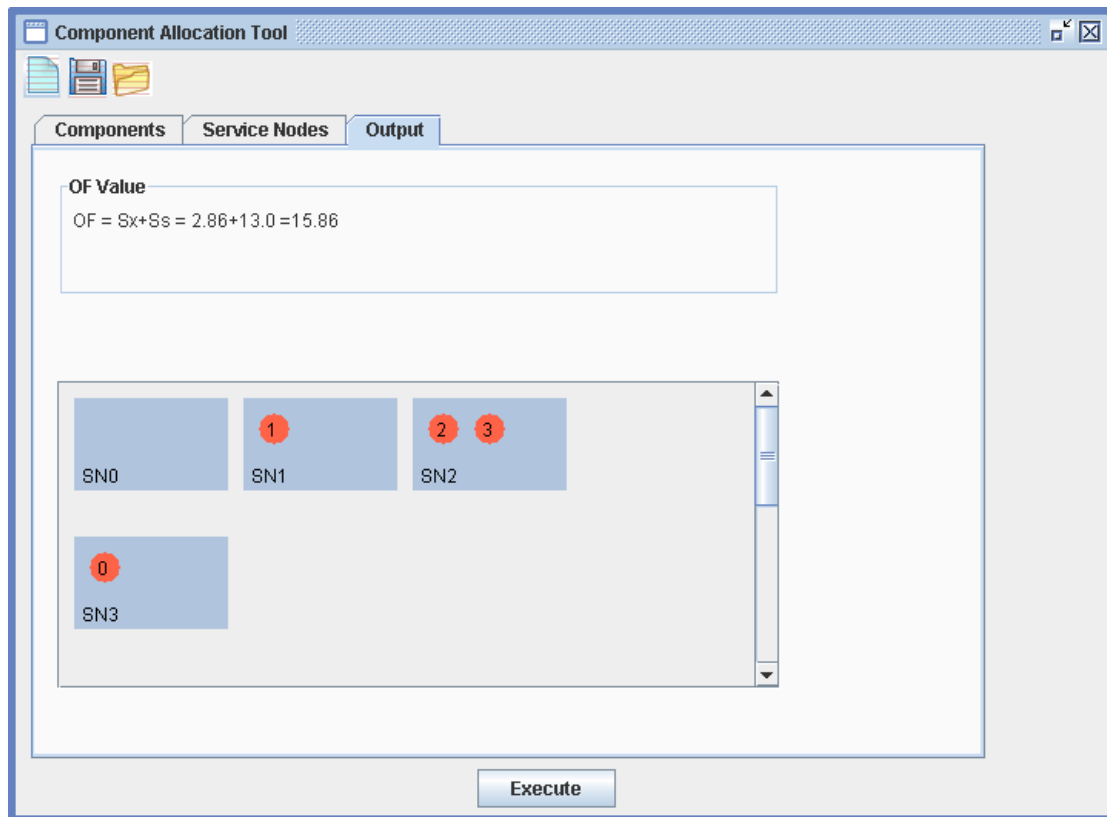 Component Allocation Tool
Components Service Nodes Output
OF Value
OF = Sx+Ss = 2.86+13.0 =15.86
1 2 3
SN0 SN1 SN2
0
SN3
Execute